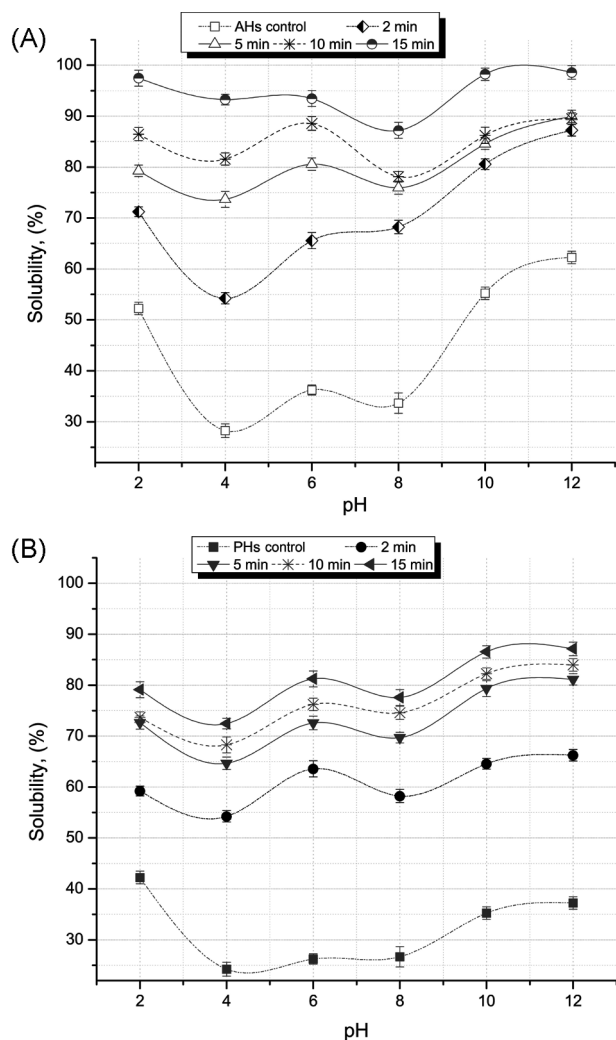 (A)
AHs control 2 min
5 min 10 min 15 min
100
90
80
70
60
50
40
30
Solubility, (%)
2 4 6 8 10 12
pH
(B)
PHs control 2 min
5 min 10 min 15 min
100
90
80
70
60
50
40
30
Solubility, (%)
2 4 6 8 10 12
pH